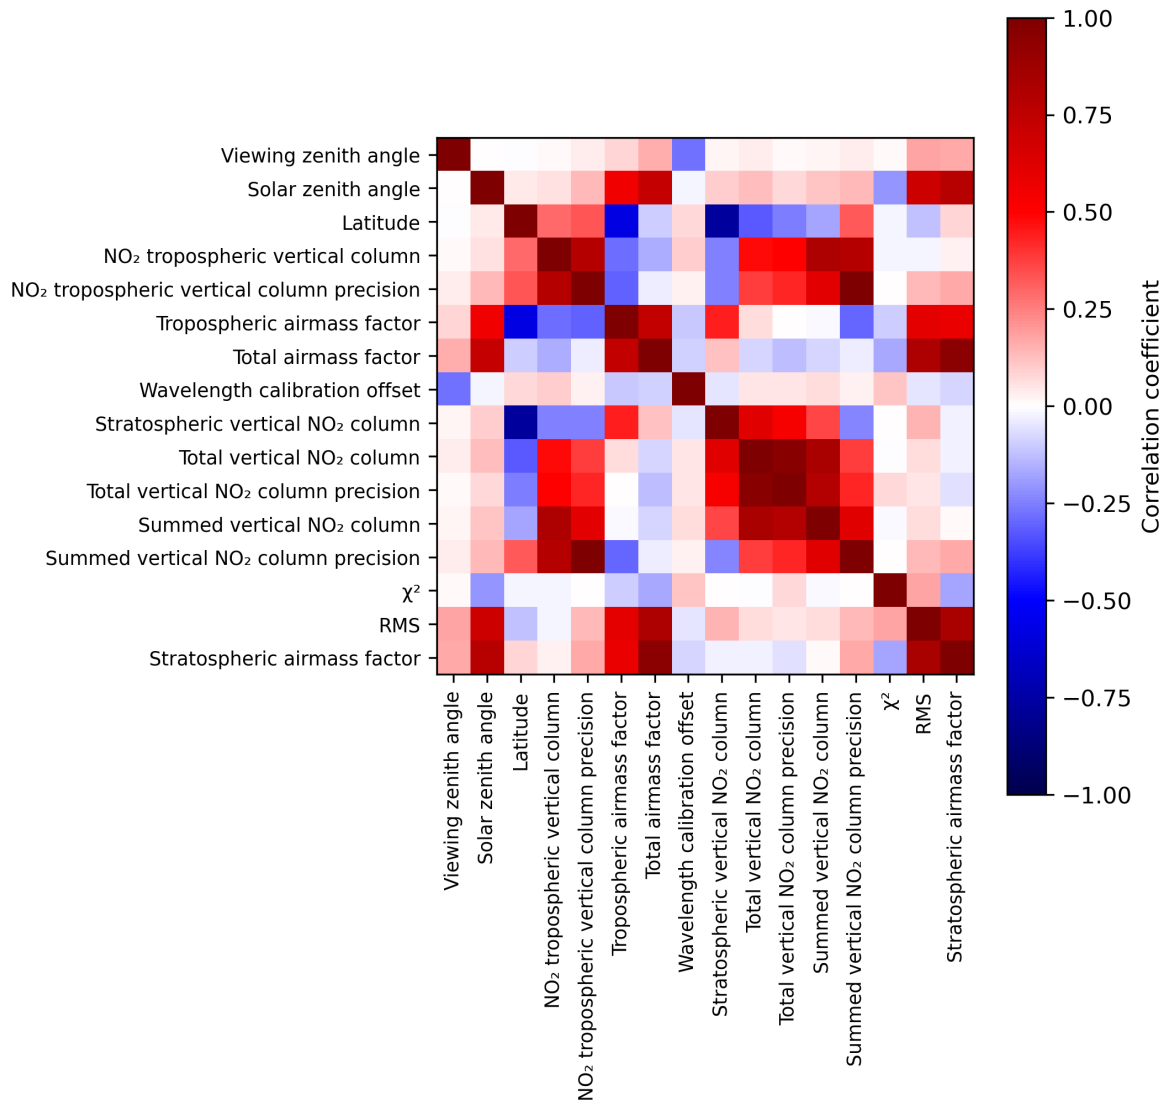 Viewing zenith angle
Solar zenith angle
Latitude
NO₂ tropospheric vertical column
NO₂ tropospheric vertical column precision
Tropospheric airmass factor
Total airmass factor
Wavelength calibration offset
Stratospheric vertical NO₂ column
Total vertical NO₂ column
Total vertical NO₂ column precision
Summed vertical NO₂ column
Summed vertical NO₂ column precision
χ²
RMS
Stratospheric airmass factor
Viewing zenith angle
Solar zenith angle
Latitude
NO₂ tropospheric vertical column
NO₂ tropospheric vertical column precision
Tropospheric airmass factor
Total airmass factor
Wavelength calibration offset
Stratospheric vertical NO₂ column
Total vertical NO₂ column
Total vertical NO₂ column precision
Summed vertical NO₂ column
Summed vertical NO₂ column precision
χ²
RMS
Stratospheric airmass factor
1.00
0.75
0.50
0.25
0.00
−0.25
−0.50
−0.75
−1.00
Correlation coefficient